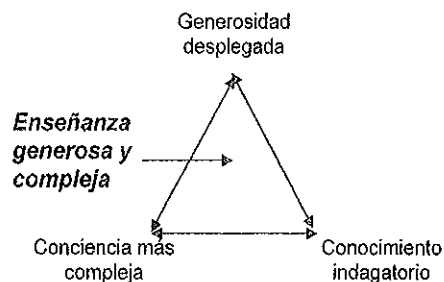 Generosidad
desplegada
Enseñanza
generosa y
compleja
Conciencia más
compleja
Conocimiento
indagatorio